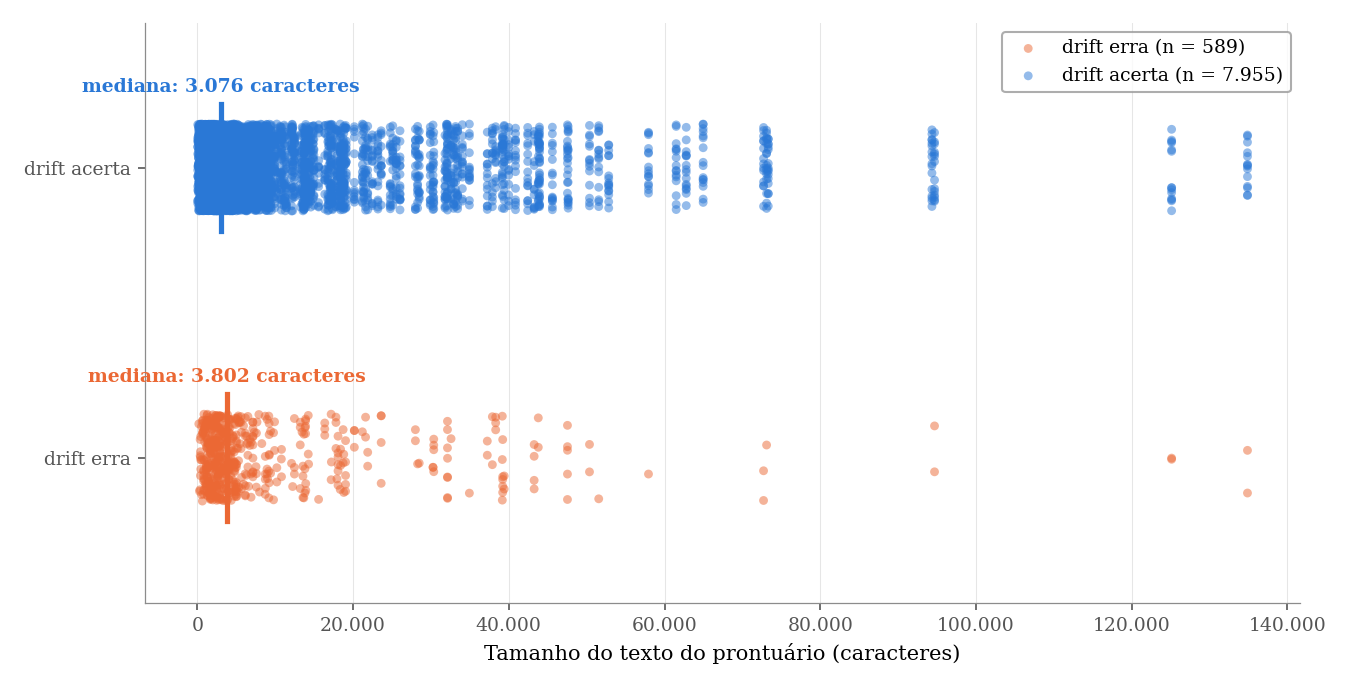 drift erra (n = 589)
drift acerta (n = 7.955)
mediana: 3.076 caracteres
drift acerta
mediana: 3.802 caracteres
drift erra
0 20.000 40.000 60.000 80.000 100.000 120.000 140.000
Tamanho do texto do prontuário (caracteres)